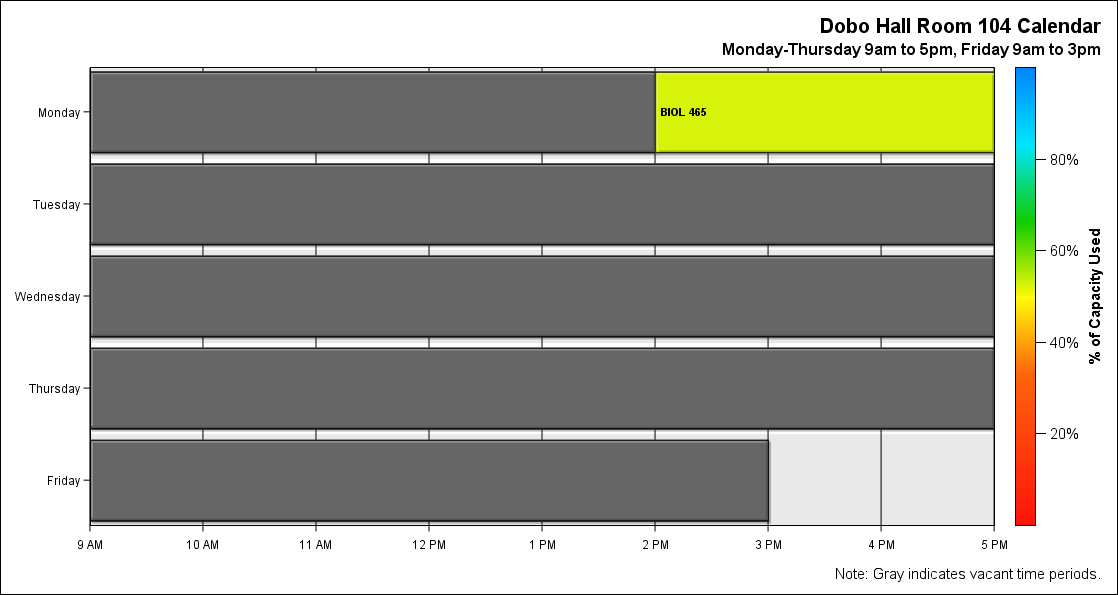 Dobo Hall Room 104 Calendar
Monday-Thursday 9am to 5pm, Friday 9am to 3pm
Monday
BIOL 465
Tuesday
Wednesday
Thursday
Friday
9 AM 10 AM 11 AM 12 PM 1 PM 2 PM 3 PM 4 PM 5 PM
80%
60%
40%
20%
% of Capacity Used
Note: Gray indicates vacant time periods.